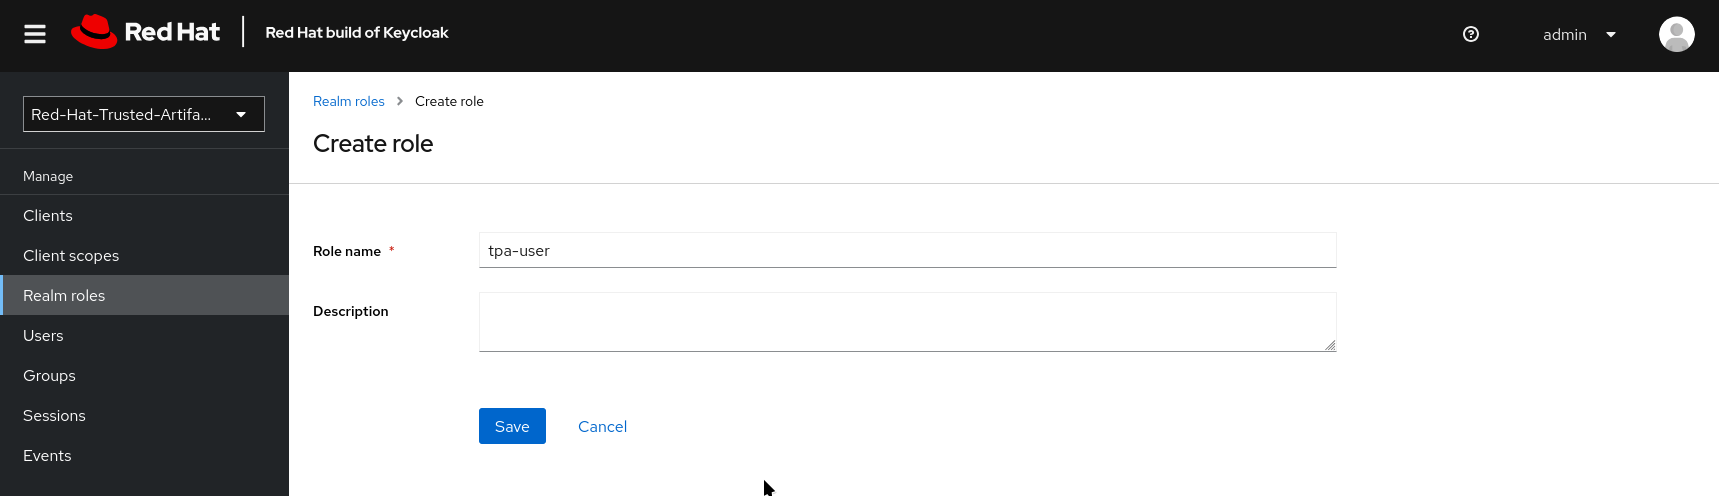 Red Hat | Red Hat build of Keycloak
admin
Red-Hat-Trusted-Artifa...
Manage
Clients
Client scopes
Realm roles
Users
Groups
Sessions
Events
Realm roles > Create role
Create role
Role name *
tpa-user
Description
Save Cancel